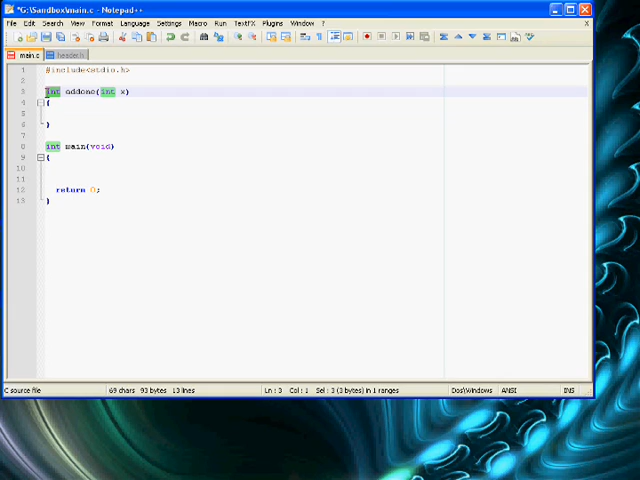 *G:\Sandbox\main.c - Notepad++
File Edit Search View Format Language Settings Macro Run TextFX Plugins Window ? X
main.c header.h
1 #include<stdio.h>
2
3 int addone(int x)
4 {
5
6 }
7
8 int main(void)
9 {
10
11
12 return 0;
13 }
C source file 69 chars 93 bytes 13 lines Ln : 3 Col : 1 Sel : 3 (3 bytes) in 1 ranges Dos\Windows ANSI INS